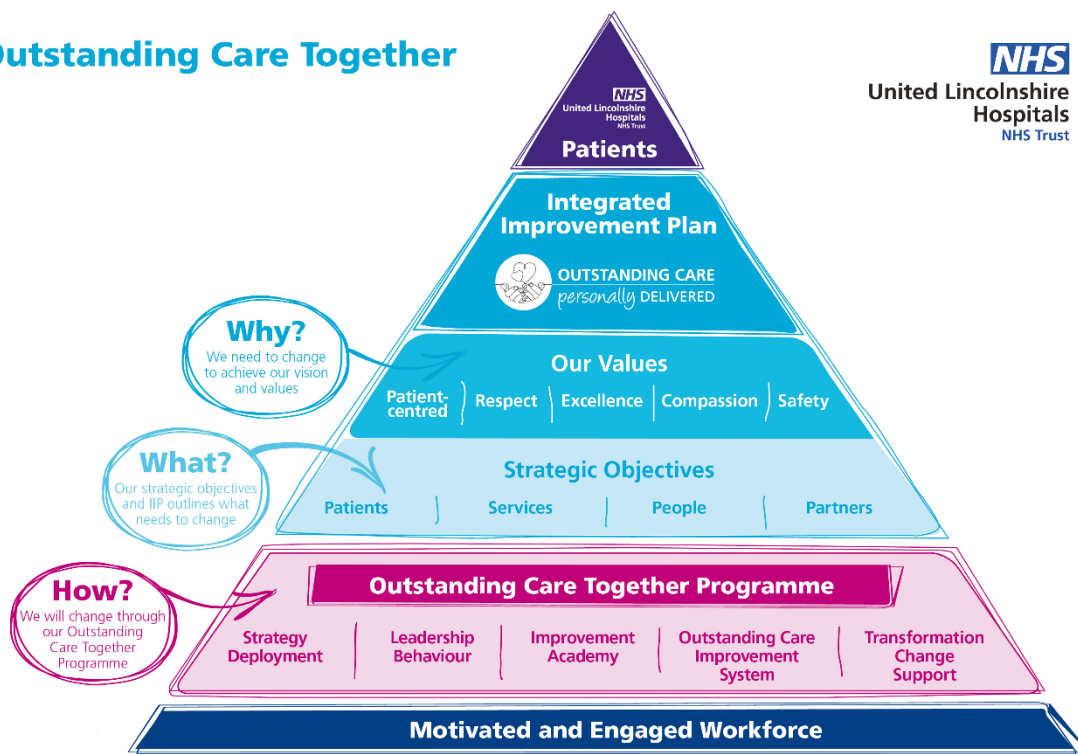 Outstanding Care Together
NHS
United Lincolnshire
Hospitals
NHS Trust
NHS
United Lincolnshire
Hospitals
NHS Trust
Patients
Integrated
Improvement Plan
OUTSTANDING CARE
personally DELIVERED
Why?
We need to change
to achieve our vision
and values
Our Values
Patient-
centred
Respect
Excellence
Compassion
Safety
What?
Our strategic objectives
and IIP outlines what
needs to change
Strategic Objectives
Patients
Services
People
Partners
How?
We will change through
our Outstanding
Care Together
Programme
Outstanding Care Together Programme
Strategy
Deployment
Leadership
Behaviour
Improvement
Academy
Outstanding Care
Improvement
System
Transformation
Change
Support
Motivated and Engaged Workforce